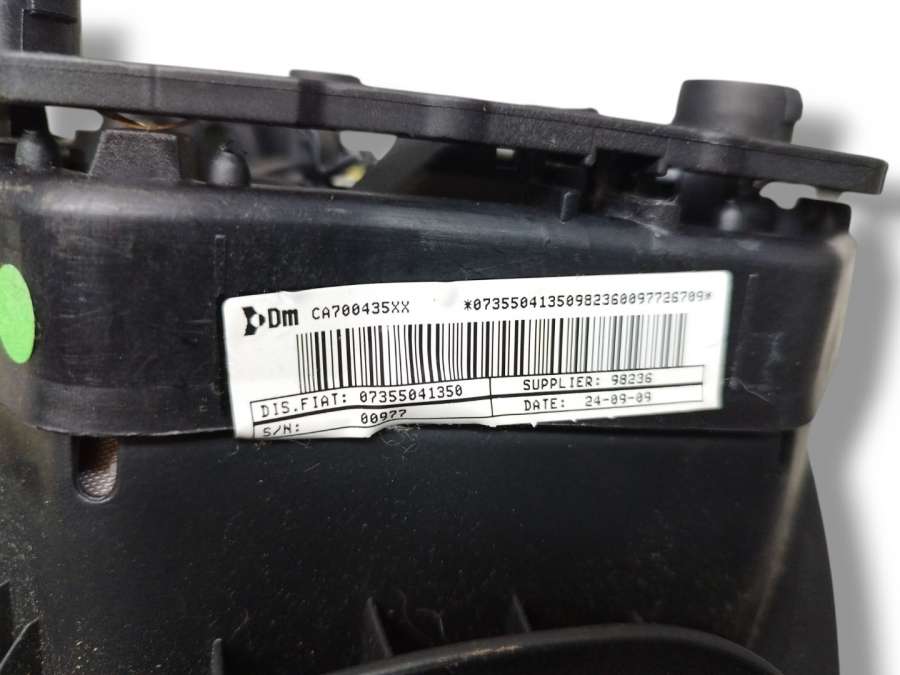 Dm CA700435XX *07355041350982360097726709*
DIS.FIAT: 07355041350 SUPPLIER: 98236
S/N: 00977 DATE: 24-09-09